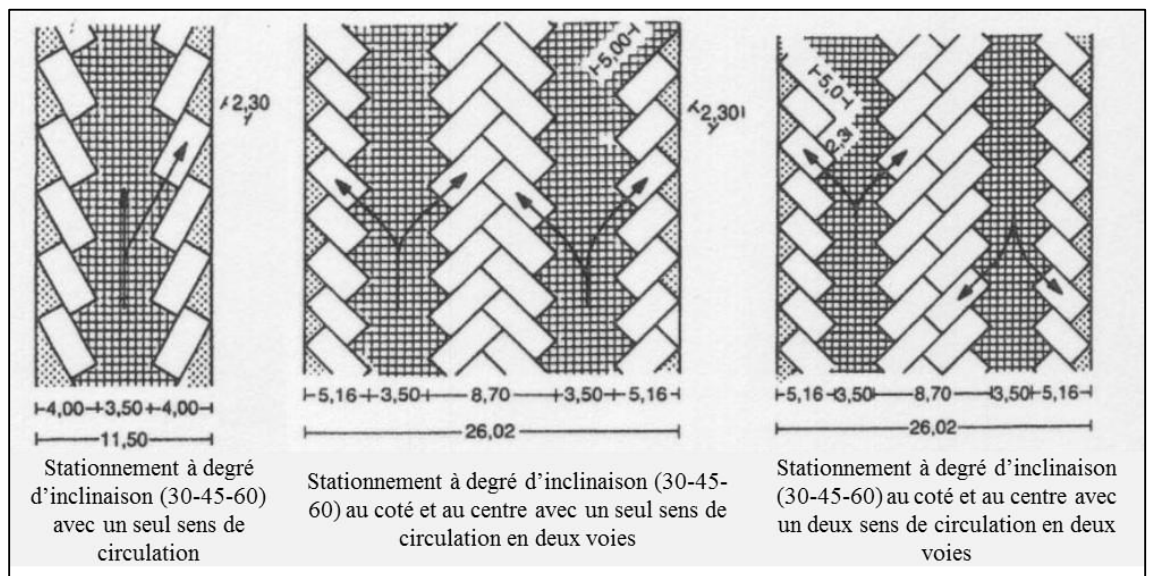 2,30
⊢4,00 ⊣⊢3,50 ⊣⊢4,00⊣
⊢11,50⊣
Stationnement à degré
d’inclinaison (30-45-60)
avec un seul sens de
circulation
5,00
2,30
⊢5,16⊣⊢3,50⊣⊢8,70⊣⊢3,50⊣⊢5,16⊣
⊢26,02⊣
Stationnement à degré d’inclinaison (30-45-
60) au coté et au centre avec un seul sens de
circulation en deux voies
5,0
2,3
⊢5,16⊣⊢3,50⊣⊢8,70⊣⊢3,50⊣⊢5,16⊣
⊢26,02⊣
Stationnement à degré d’inclinaison
(30-45-60) au coté et au centre avec
un deux sens de circulation en deux
voies